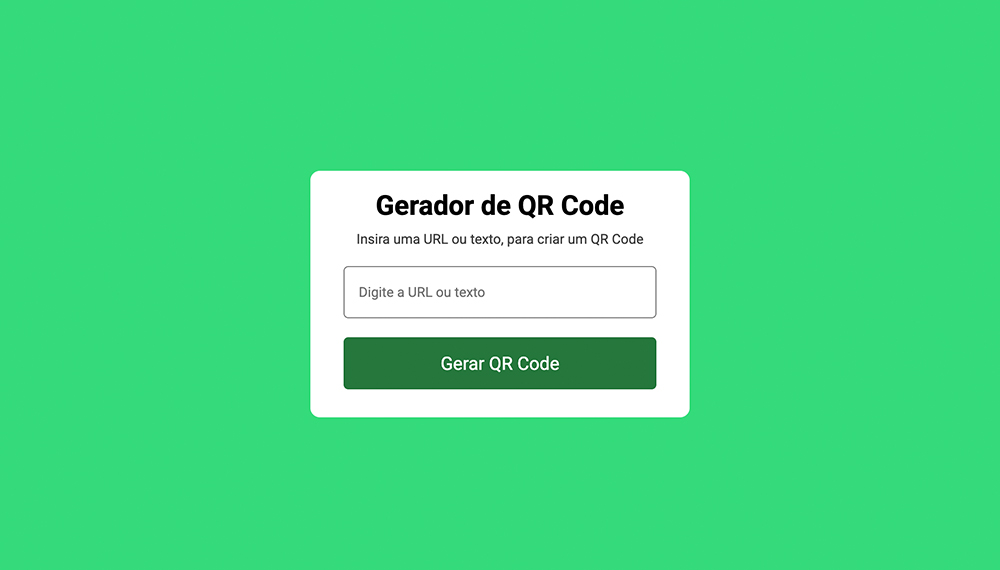 Gerador de QR Code
Insira uma URL ou texto, para criar um QR Code
Digite a URL ou texto
Gerar QR Code